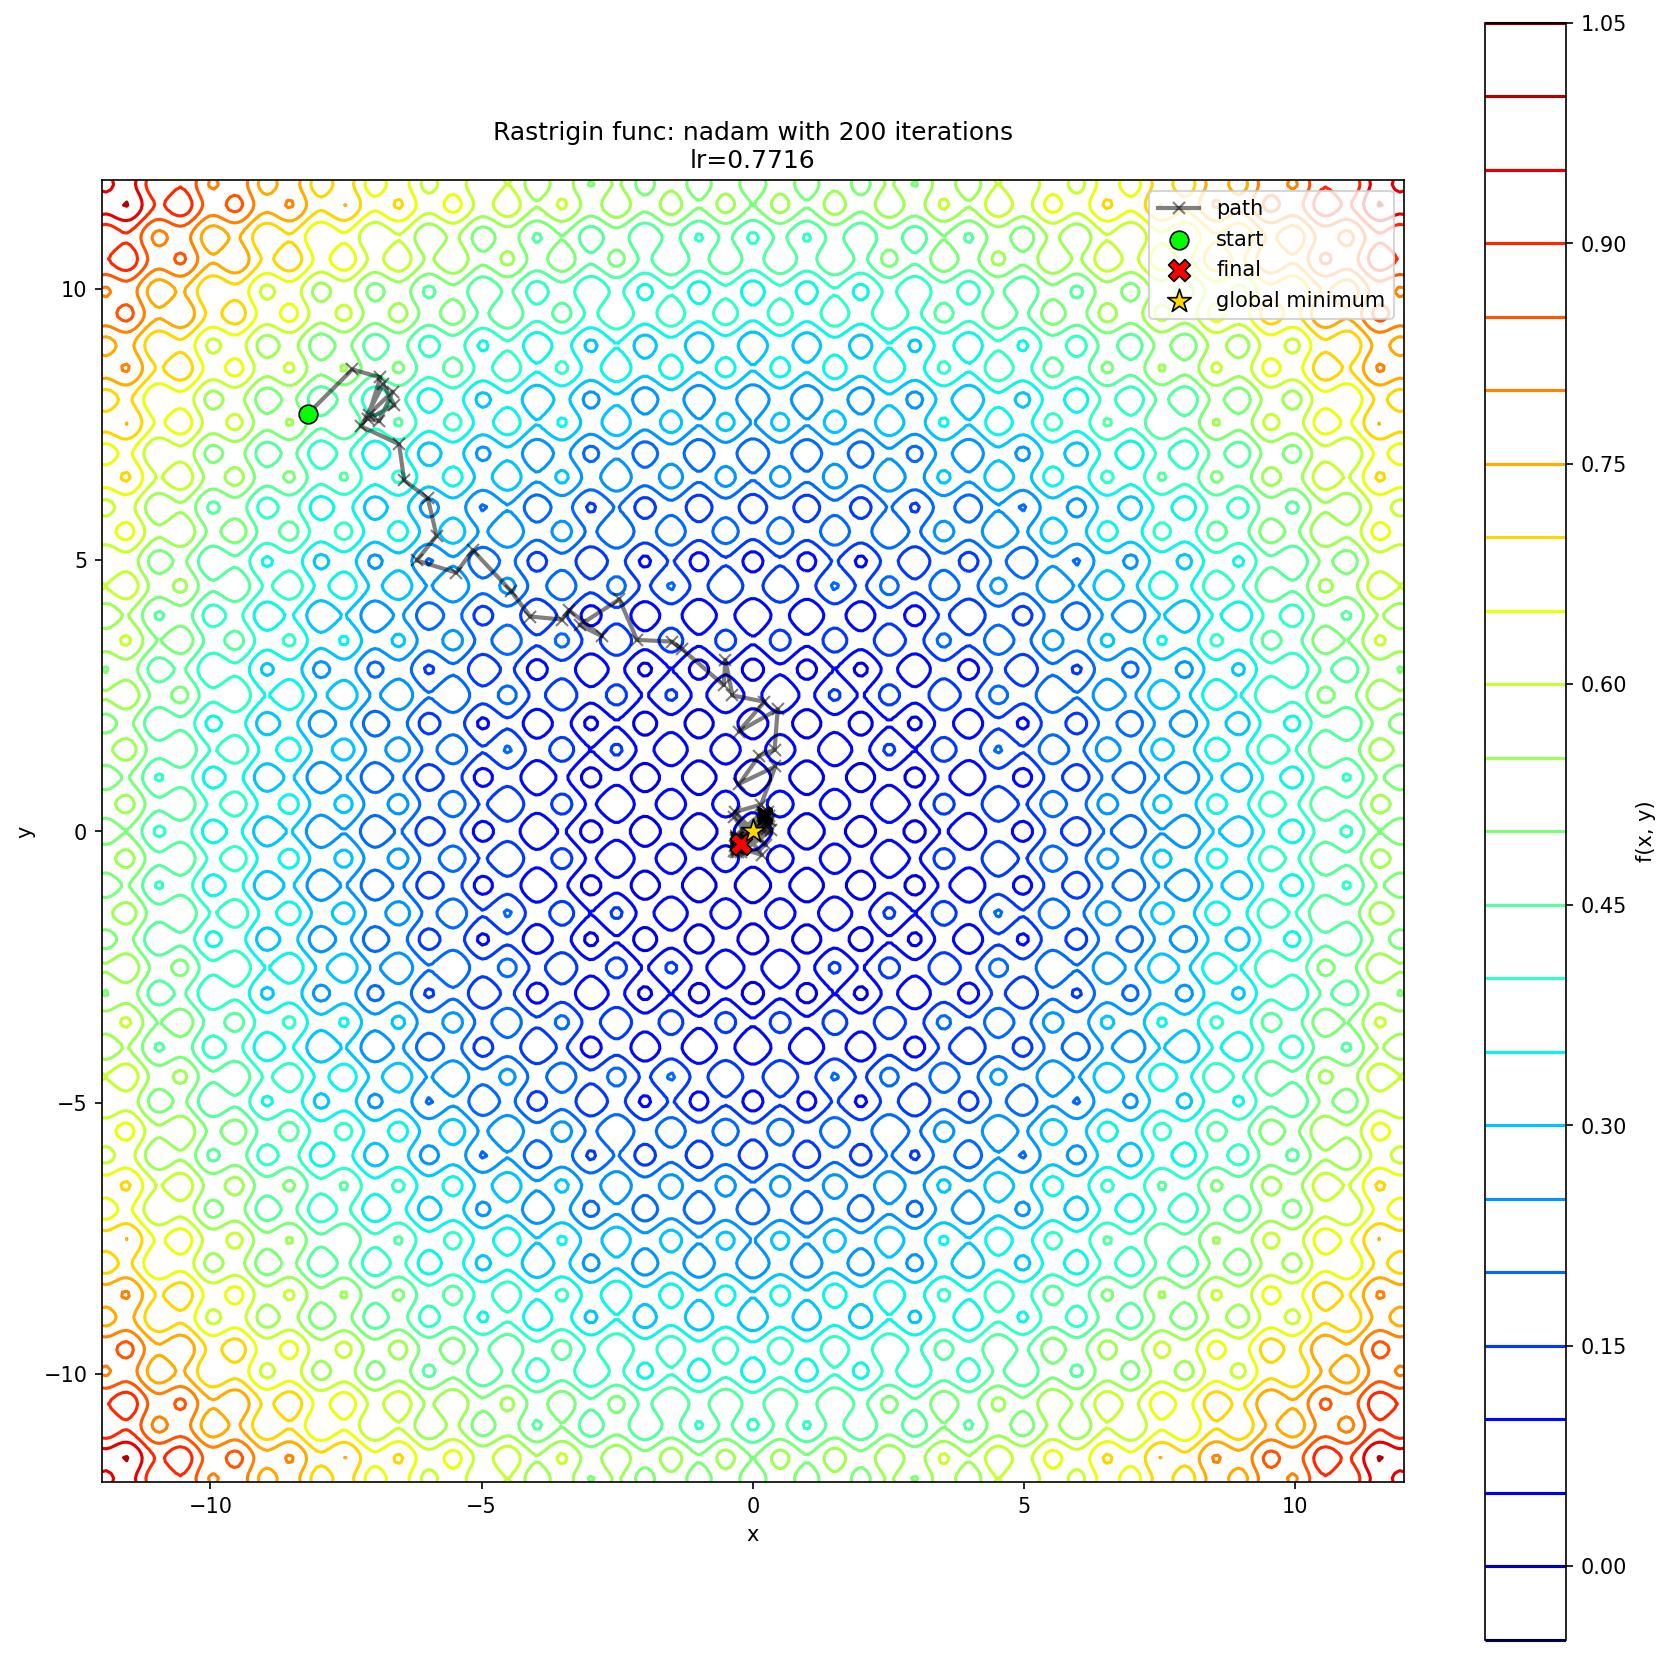 Rastrigin func: nadam with 200 iterations
lr=0.7716
path
start
final
global minimum
10
5
0
−5
−10
y
−10
−5
0
5
10
x
1.05
0.90
0.75
0.60
0.45
0.30
0.15
0.00
f(x, y)